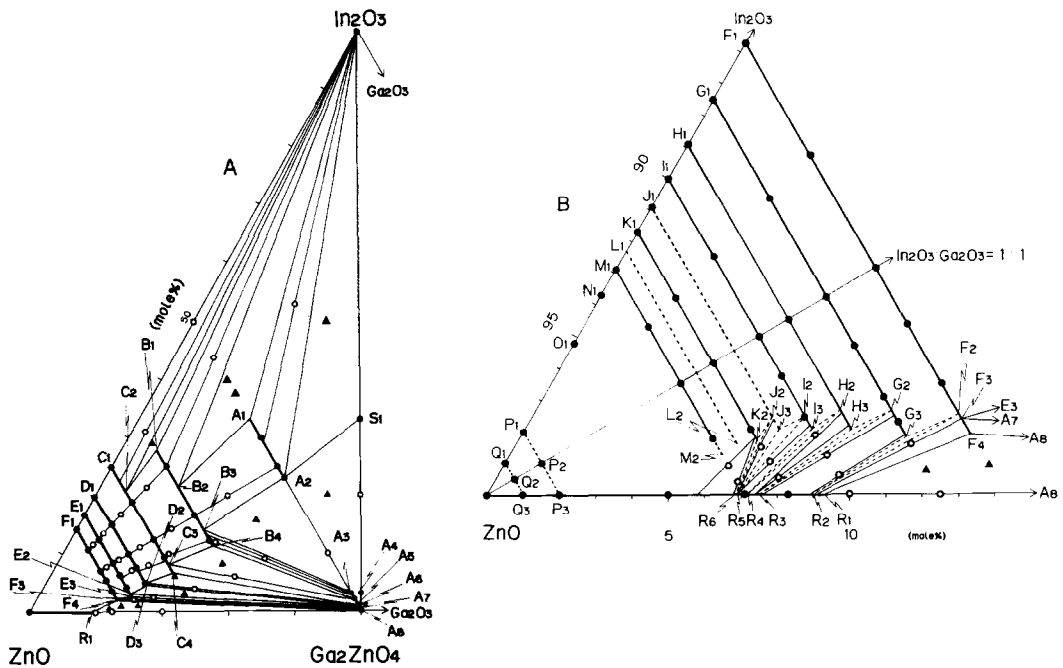 In2O3
Ga2O3
A
(mole%)
50
B1
C2
A1
S1
C1
B3
A2
D1
B2
E1
D2
F1
C3
B4
A3
A4
A5
E2
A6
F3
E3
A7
F4
Ga2O3
R1
D3
C4
A8
ZnO
Ga2ZnO4
In2O3
F1
G1
H1
90
I1
B
J1
K1
L1
M1
In2O3 Ga2O3= 1 1
N1
95
O1
F2
J2
I2
H2
G2
F3
E3
L2
K2
J3
I3
H3
G3
A7
P1
F4
A8
M2
Q1
P2
Q2
A8
Q3
P3
R6
R5
R4
R3
R2
R1
ZnO
5
10
(mole%)